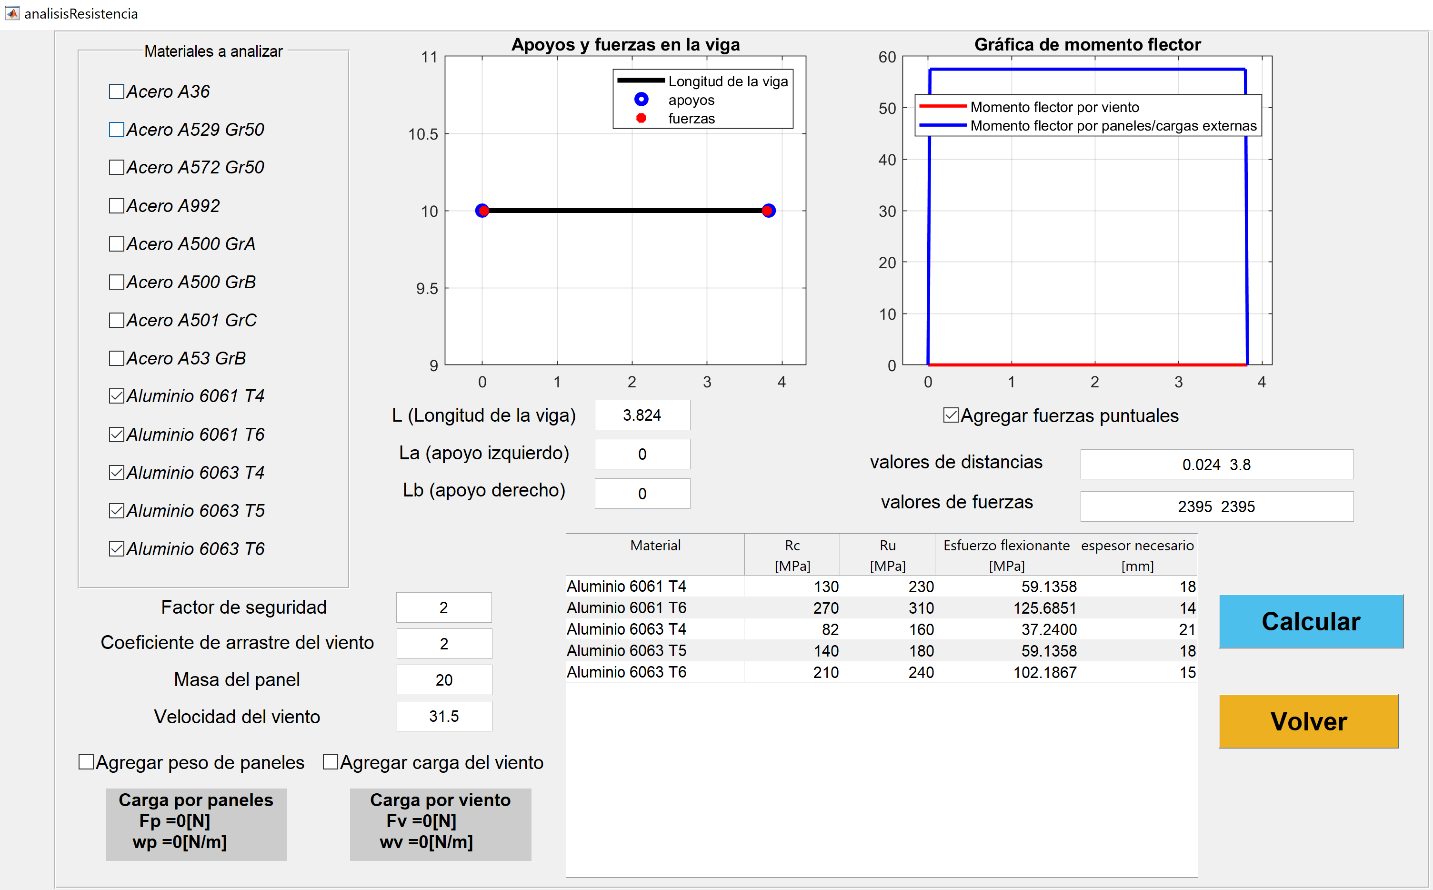 analisisResistencia
Materiales a analizar
Acero A36
Acero A529 Gr50
Acero A572 Gr50
Acero A992
Acero A500 GrA
Acero A500 GrB
Acero A501 GrC
Acero A53 GrB
Aluminio 6061 T4
Aluminio 6061 T6
Aluminio 6063 T4
Aluminio 6063 T5
Aluminio 6063 T6
Apoyos y fuerzas en la viga
11
10.5
10
9.5
9
0 1 2 3 4
Longitud de la viga
apoyos
fuerzas
Gráfica de momento flector
60
50
40
30
20
10
0
0 1 2 3 4
Momento flector por viento
Momento flector por paneles/cargas externas
L (Longitud de la viga) 3.824
La (apoyo izquierdo) 0
Lb (apoyo derecho) 0
Agregar fuerzas puntuales
valores de distancias 0.024 3.8
valores de fuerzas 2395 2395
Factor de seguridad 2
Coeficiente de arrastre del viento 2
Masa del panel 20
Velocidad del viento 31.5
Agregar peso de paneles Agregar carga del viento
Carga por paneles
Fp =0[N]
wp =0[N/m]
Carga por viento
Fv =0[N]
wv =0[N/m]
Material Rc Ru Esfuerzo flexionante espesor necesario
[MPa] [MPa] [MPa] [mm]
Aluminio 6061 T4 130 230 59.1358 18
Aluminio 6061 T6 270 310 125.6851 14
Aluminio 6063 T4 82 160 37.2400 21
Aluminio 6063 T5 140 180 59.1358 18
Aluminio 6063 T6 210 240 102.1867 15
Calcular
Volver